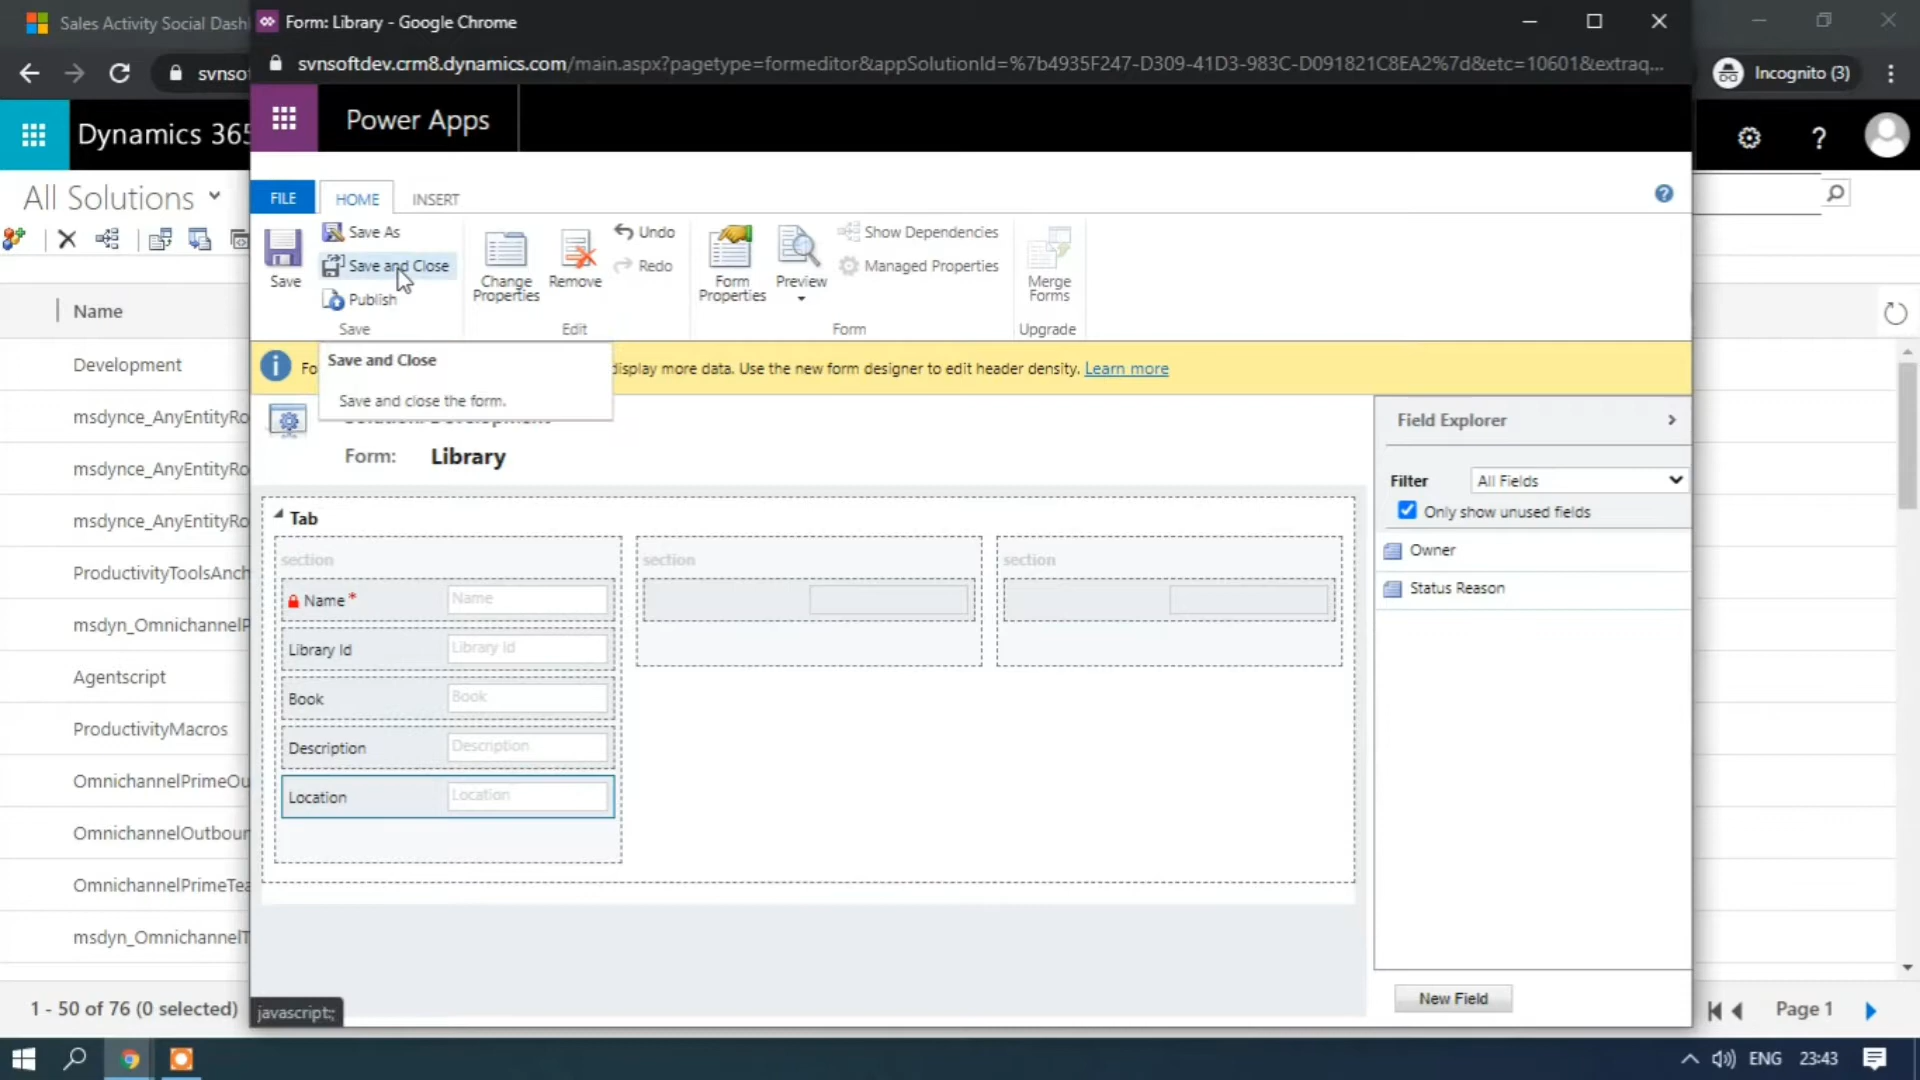 Sales Activity Social Dash
Form: Library - Google Chrome
svnsof
svnsoftdev.crm8.dynamics.com/main.aspx?pagetype=formeditor&appSolutionId=%7b4935F247-D309-41D3-983C-D091821C8EA2%7d&etc=10601&extraq...
Incognito (3)
Dynamics 365
Power Apps
?
All Solutions
FILE
HOME
INSERT
Save
Save As
Save and Close
Publish
Save
Change Properties
Remove
Undo
Redo
Edit
Form Properties
Preview
Show Dependencies
Managed Properties
Form
Merge Forms
Upgrade
Fo
Save and Close
Save and close the form.
display more data. Use the new form designer to edit header density. Learn more
Form: Library
Tab
section
section
section
Name* Name
Library Id Library Id
Book Book
Description Description
Location Location
Field Explorer
Filter All Fields
Only show unused fields
Owner
Status Reason
New Field
Name
Development
msdynce_AnyEntityRo
msdynce_AnyEntityRo
msdynce_AnyEntityRo
ProductivityToolsAnch
msdyn_OmnichannelP
Agentscript
ProductivityMacros
OmnichannelPrimeOu
OmnichannelOutboun
OmnichannelPrimeTea
msdyn_OmnichannelT
1 - 50 of 76 (0 selected)
javascript:;
Page 1
ENG 23:43